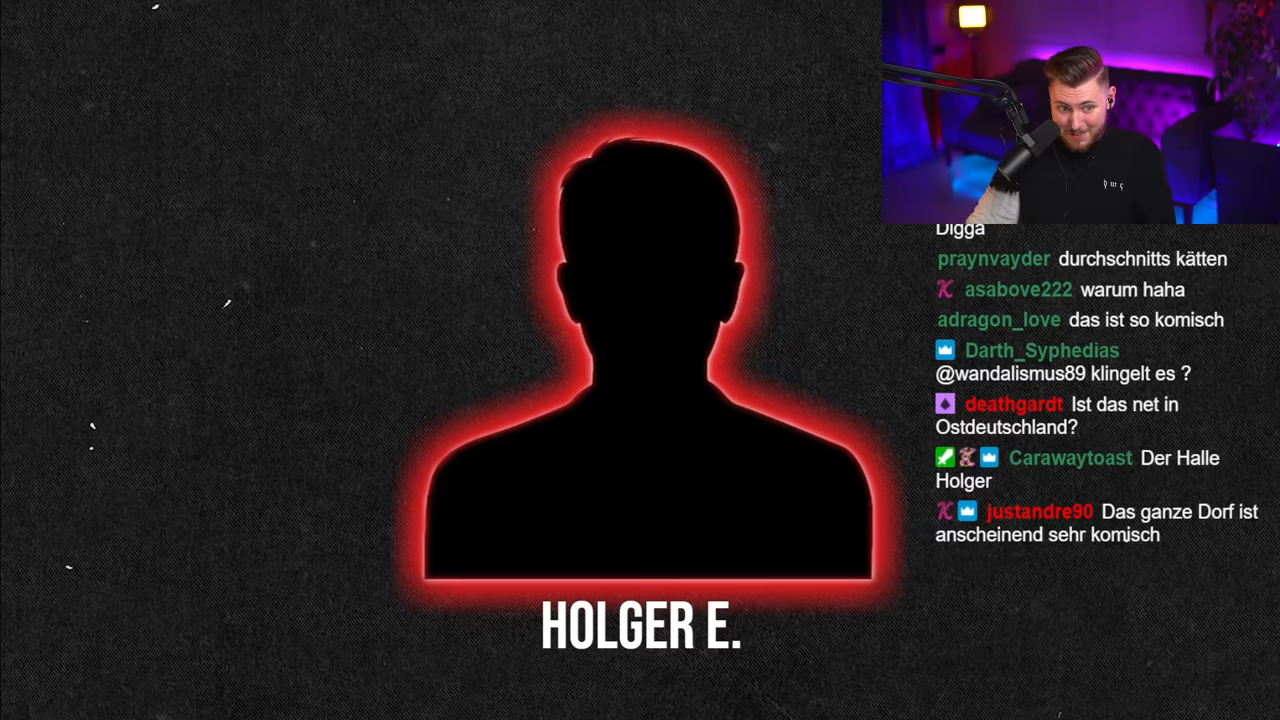 Digga
praynvayder durchschnitts kätten
asabove222 warum haha
adragon_love das ist so komisch
Darth_Syphedias
@wandalismus89 klingelt es ?
deathgardt Ist das net in
Ostdeutschland?
Carawaytoast Der Halle
Holger
justandre90 Das ganze Dorf ist
anscheinend sehr komisch
HOLGER E.